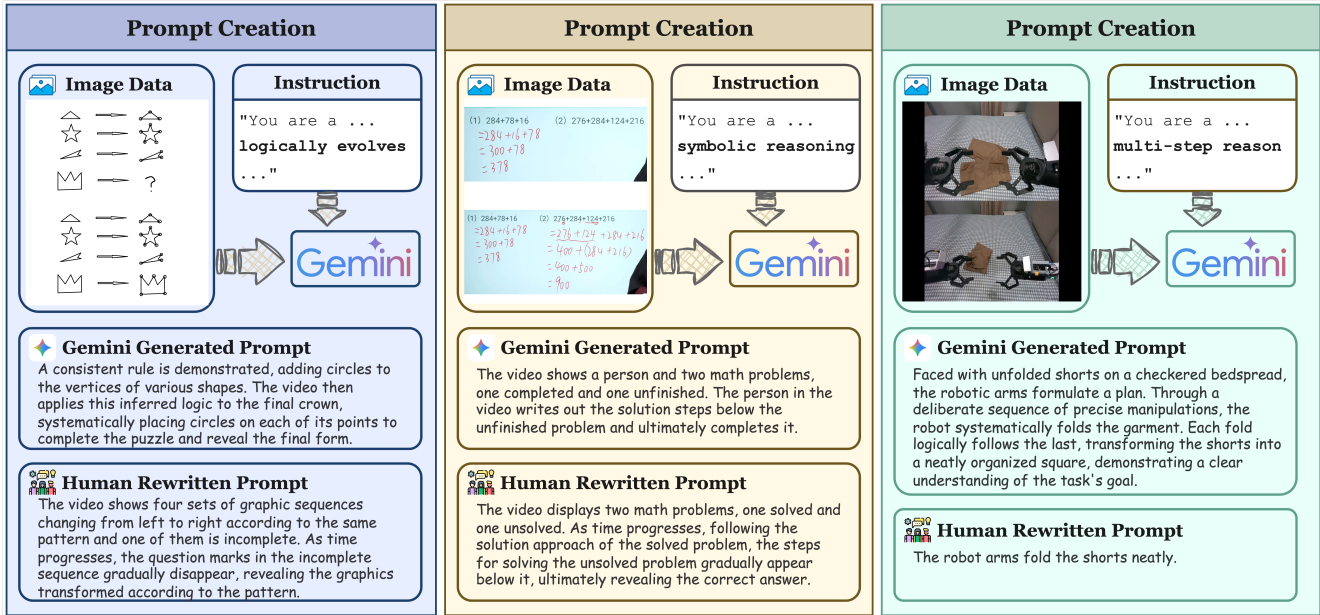 Prompt Creation
Image Data
?
Instruction
"You are a ...
logically evolves
..."
Gemini
Gemini Generated Prompt
A consistent rule is demonstrated, adding circles to
the vertices of various shapes. The video then
applies this inferred logic to the final crown,
systematically placing circles on each of its points to
complete the puzzle and reveal the final form.
Human Rewritten Prompt
The video shows four sets of graphic sequences
changing from left to right according to the same
pattern and one of them is incomplete. As time
progresses, the question marks in the incomplete
sequence gradually disappear, revealing the graphics
transformed according to the pattern.
Prompt Creation
Image Data
(1) 284+78+16
=284+16+78
=300+78
=378
(2) 276+284+124+216
(1) 284+78+16
=284+16+78
=300+78
=378
(2) 276+284+124+216
=276+124+284+216
=400+(284+216)
=400+500
=900
Instruction
"You are a ...
symbolic reasoning
..."
Gemini
Gemini Generated Prompt
The video shows a person and two math problems,
one completed and one unfinished. The person in the
video writes out the solution steps below the
unfinished problem and ultimately completes it.
Human Rewritten Prompt
The video displays two math problems, one solved and
one unsolved. As time progresses, following the
solution approach of the solved problem, the steps
for solving the unsolved problem gradually appear
below it, ultimately revealing the correct answer.
Prompt Creation
Image Data
Instruction
"You are a ...
multi-step reason
..."
Gemini
Gemini Generated Prompt
Faced with unfolded shorts on a checkered bedspread,
the robotic arms formulate a plan. Through a
deliberate sequence of precise manipulations, the
robot systematically folds the garment. Each fold
logically follows the last, transforming the shorts into
a neatly organized square, demonstrating a clear
understanding of the task's goal.
Human Rewritten Prompt
The robot arms fold the shorts neatly.